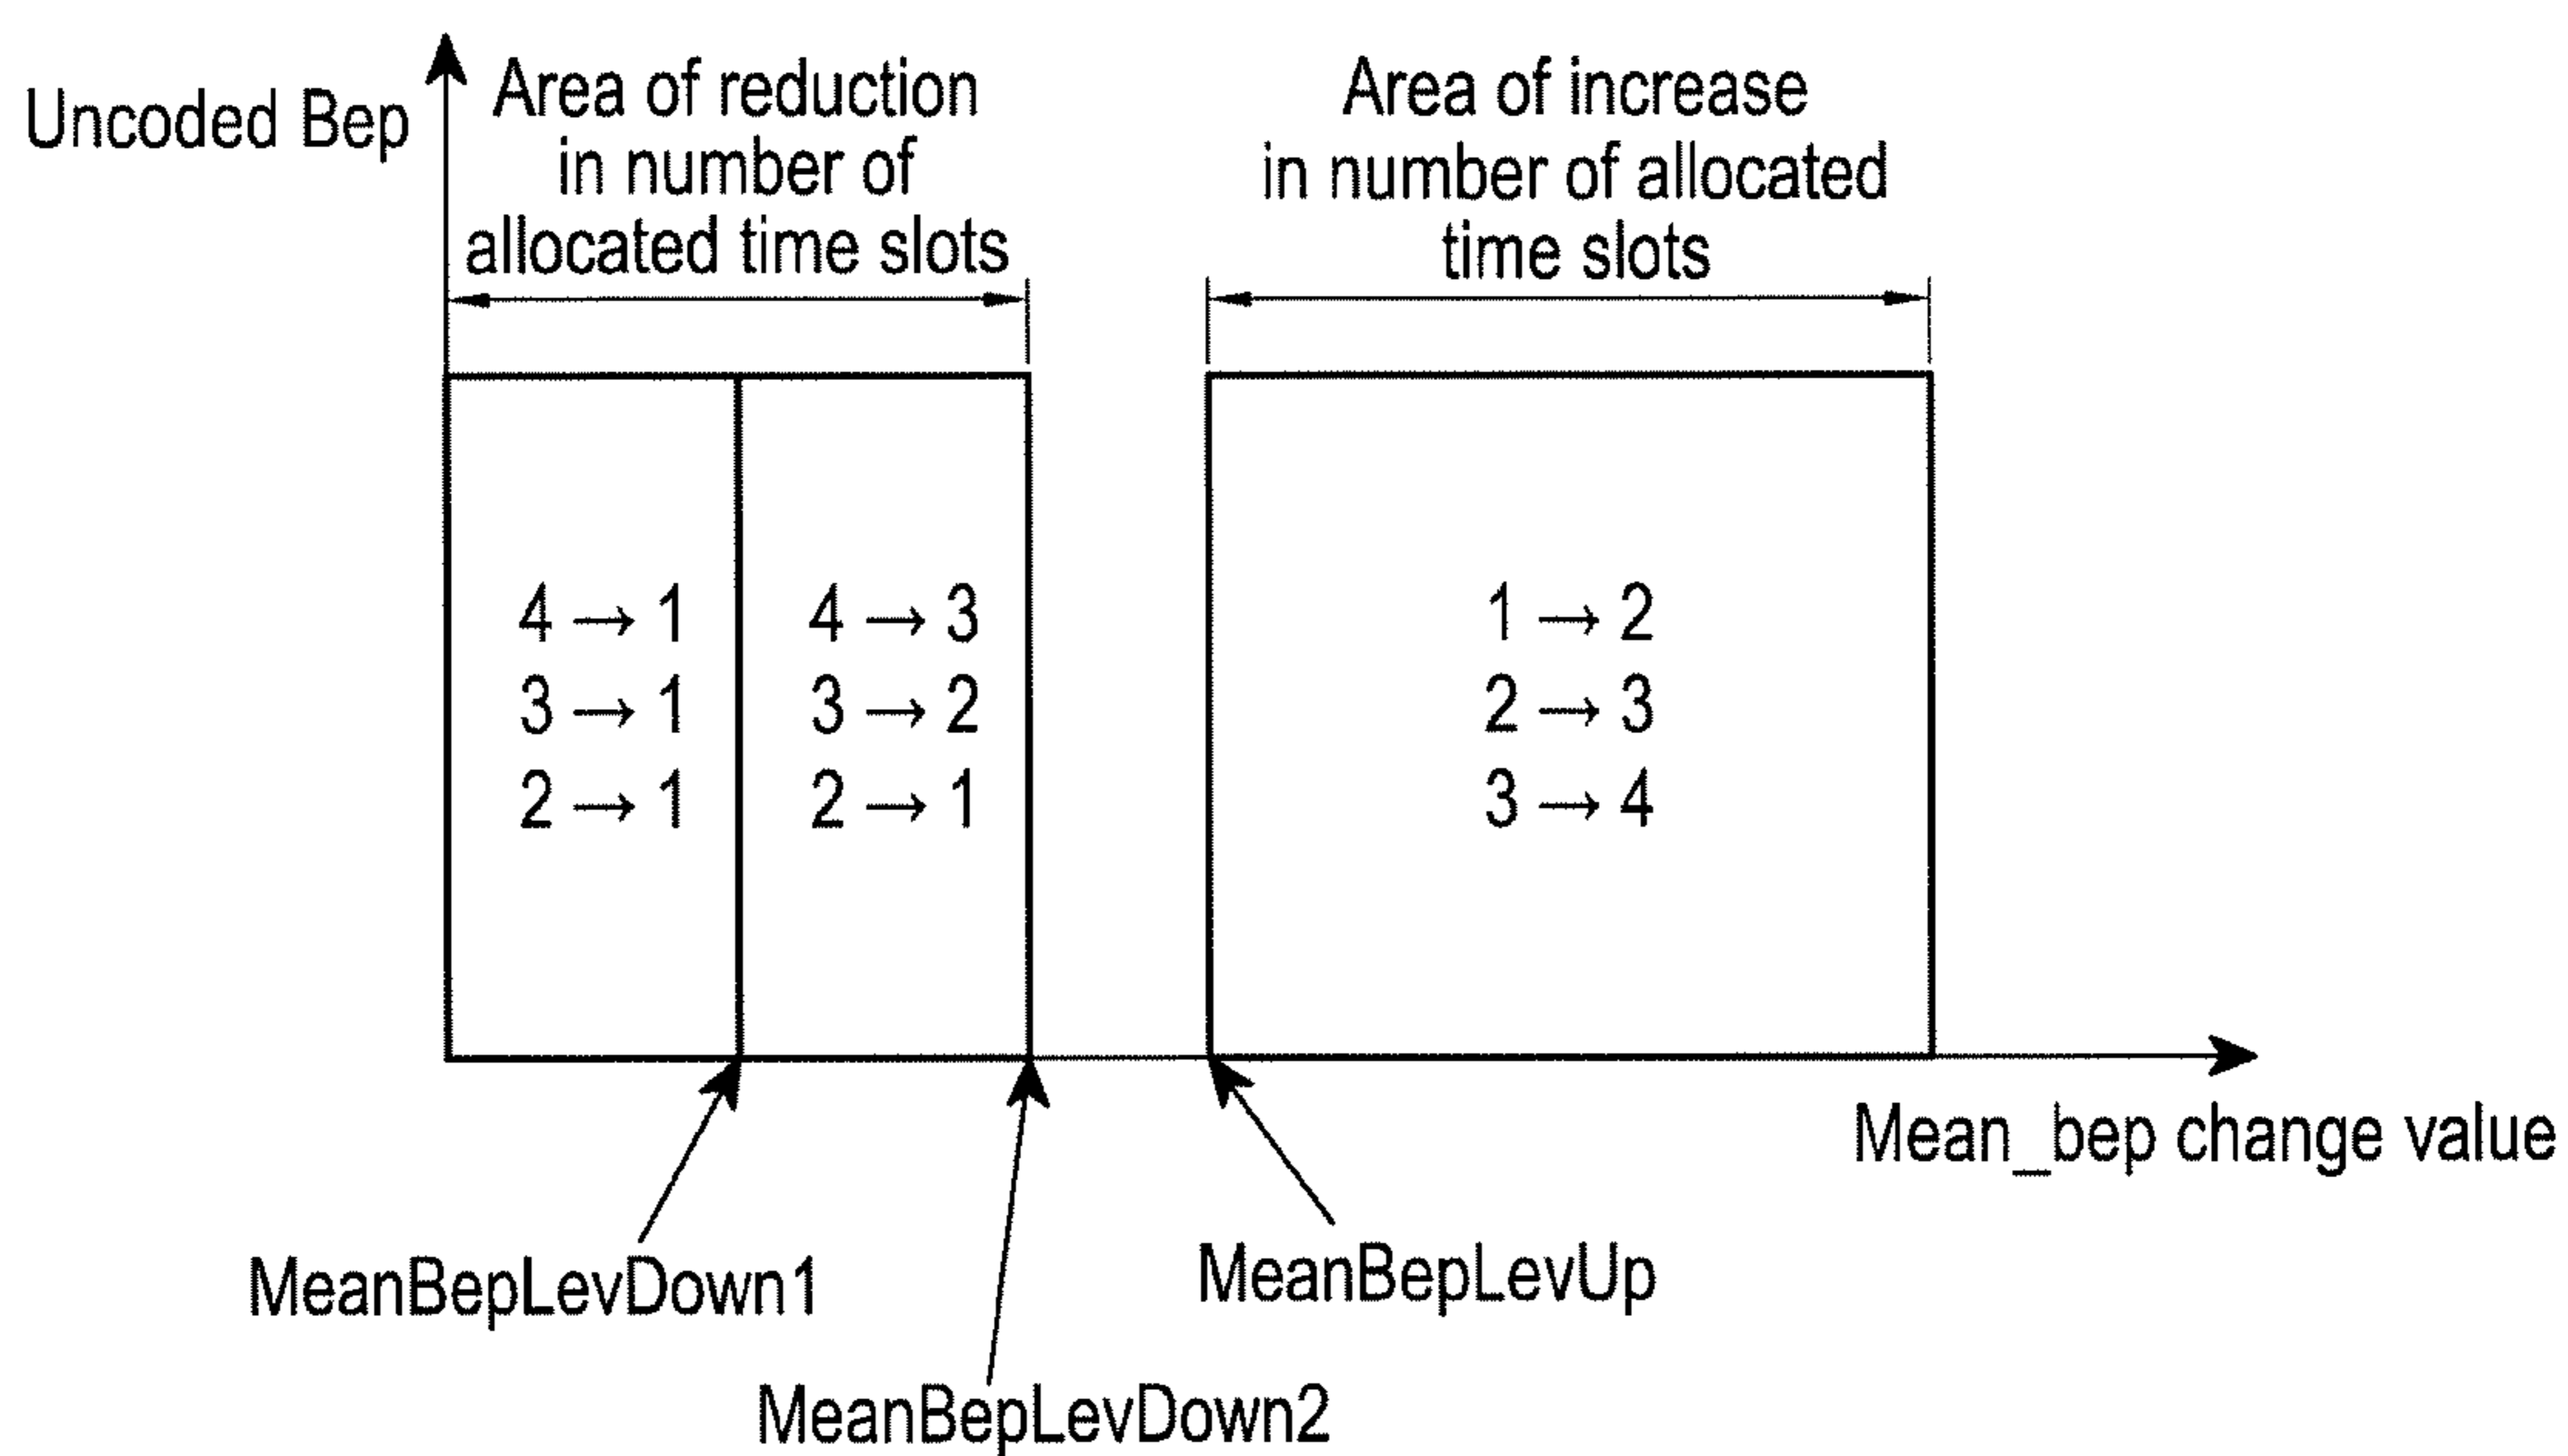 Uncoded Bep
Area of reduction
in number of
allocated time slots
Area of increase
in number of allocated
time slots
4 → 1
3 → 1
2 → 1
4 → 3
3 → 2
2 → 1
1 → 2
2 → 3
3 → 4
Mean_bep change value
MeanBepLevDown1
MeanBepLevDown2
MeanBepLevUp